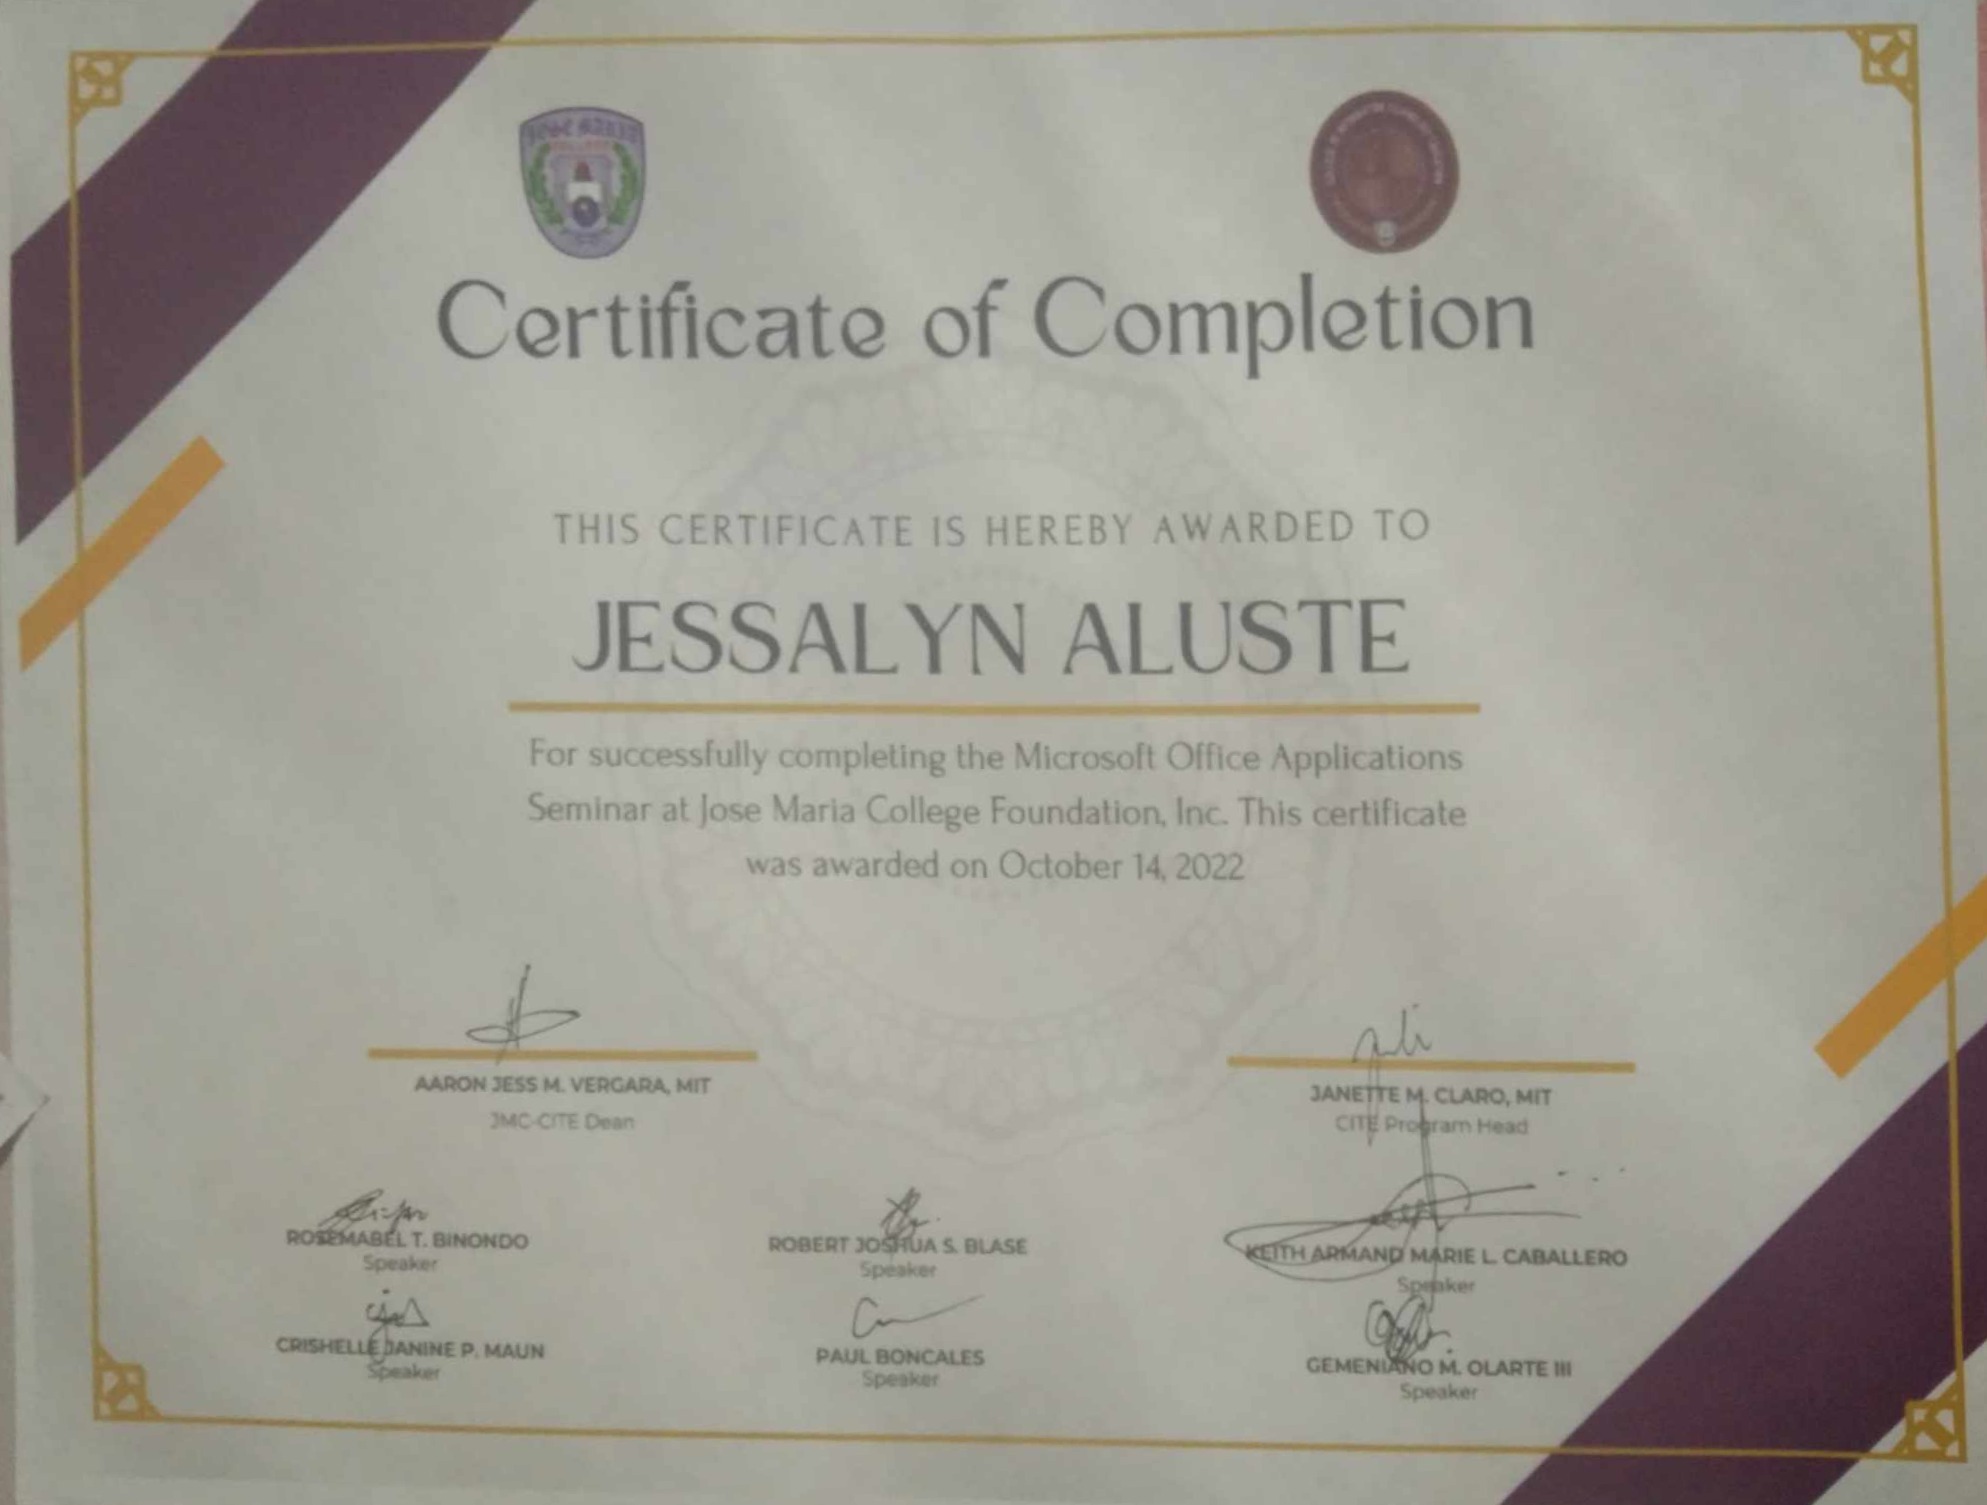 JOSE MARIA
COLLEGE
Certificate of Completion
THIS CERTIFICATE IS HEREBY AWARDED TO
JESSALYN ALUSTE
For successfully completing the Microsoft Office Applications
Seminar at Jose Maria College Foundation, Inc. This certificate
was awarded on October 14, 2022
AARON JESS M. VERGARA, MIT
JMC-CITE Dean
JANETTE M. CLARO, MIT
CITE Program Head
ROSEMABEL T. BINONDO
Speaker
ROBERT JOSHUA S. BLASE
Speaker
KEITH ARMAND MARIE L. CABALLERO
Speaker
CRISHELLE JANINE P. MAUN
Speaker
PAUL BONCALES
Speaker
GEMENIANO M. OLARTE III
Speaker